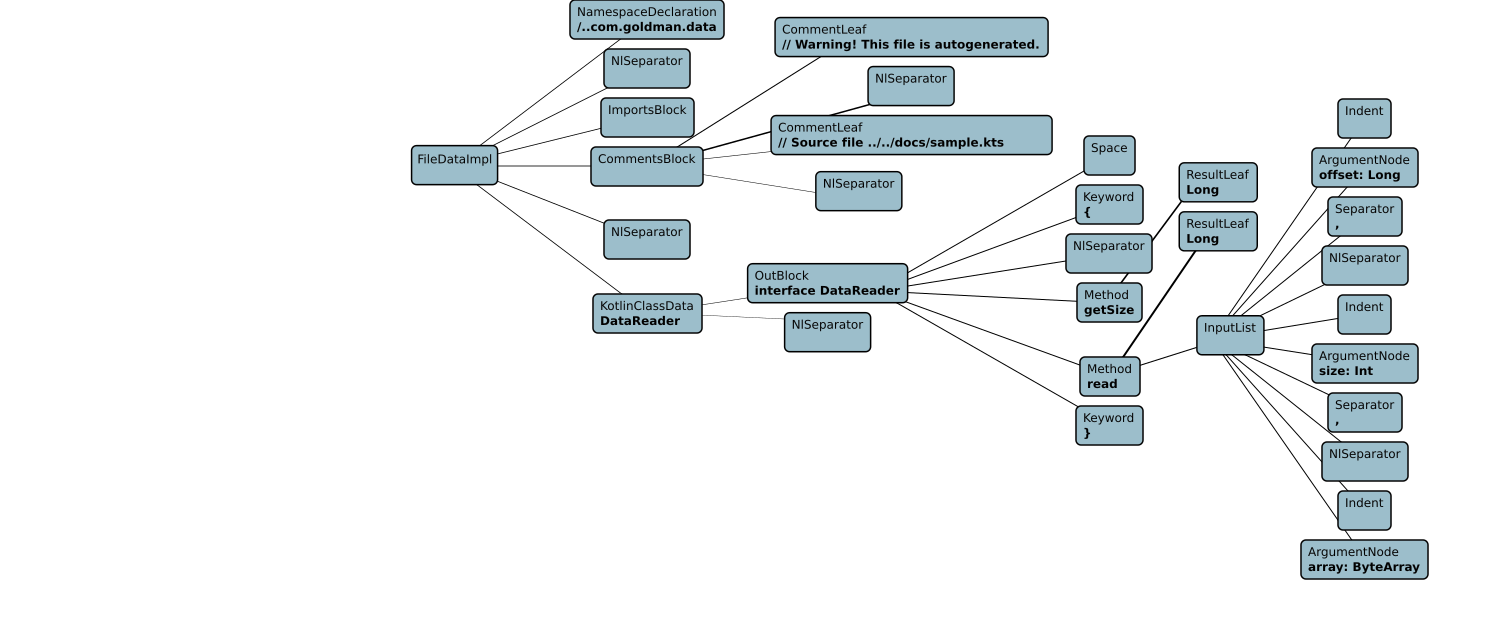 NamespaceDeclaration
/..com.goldman.data
NlSeparator
ImportsBlock
FileDataImpl
CommentsBlock
NlSeparator
KotlinClassData
DataReader
CommentLeaf
// Warning! This file is autogenerated.
NlSeparator
CommentLeaf
// Source file ../../docs/sample.kts
NlSeparator
OutBlock
interface DataReader
NlSeparator
Space
Keyword
{
NlSeparator
Method
getSize
Method
read
Keyword
}
ResultLeaf
Long
ResultLeaf
Long
InputList
Indent
ArgumentNode
offset: Long
Separator
,
NlSeparator
Indent
ArgumentNode
size: Int
Separator
,
NlSeparator
Indent
ArgumentNode
array: ByteArray